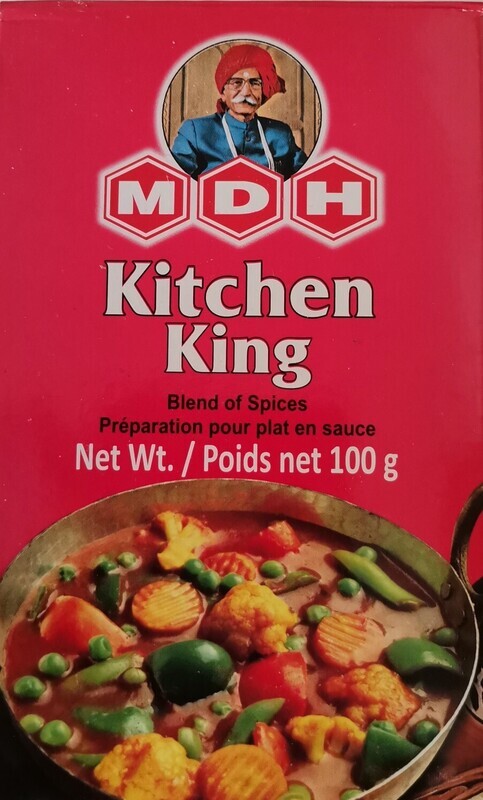 MDH
Kitchen
King
Blend of Spices
Préparation pour plat en sauce
Net Wt. / Poids net 100 g